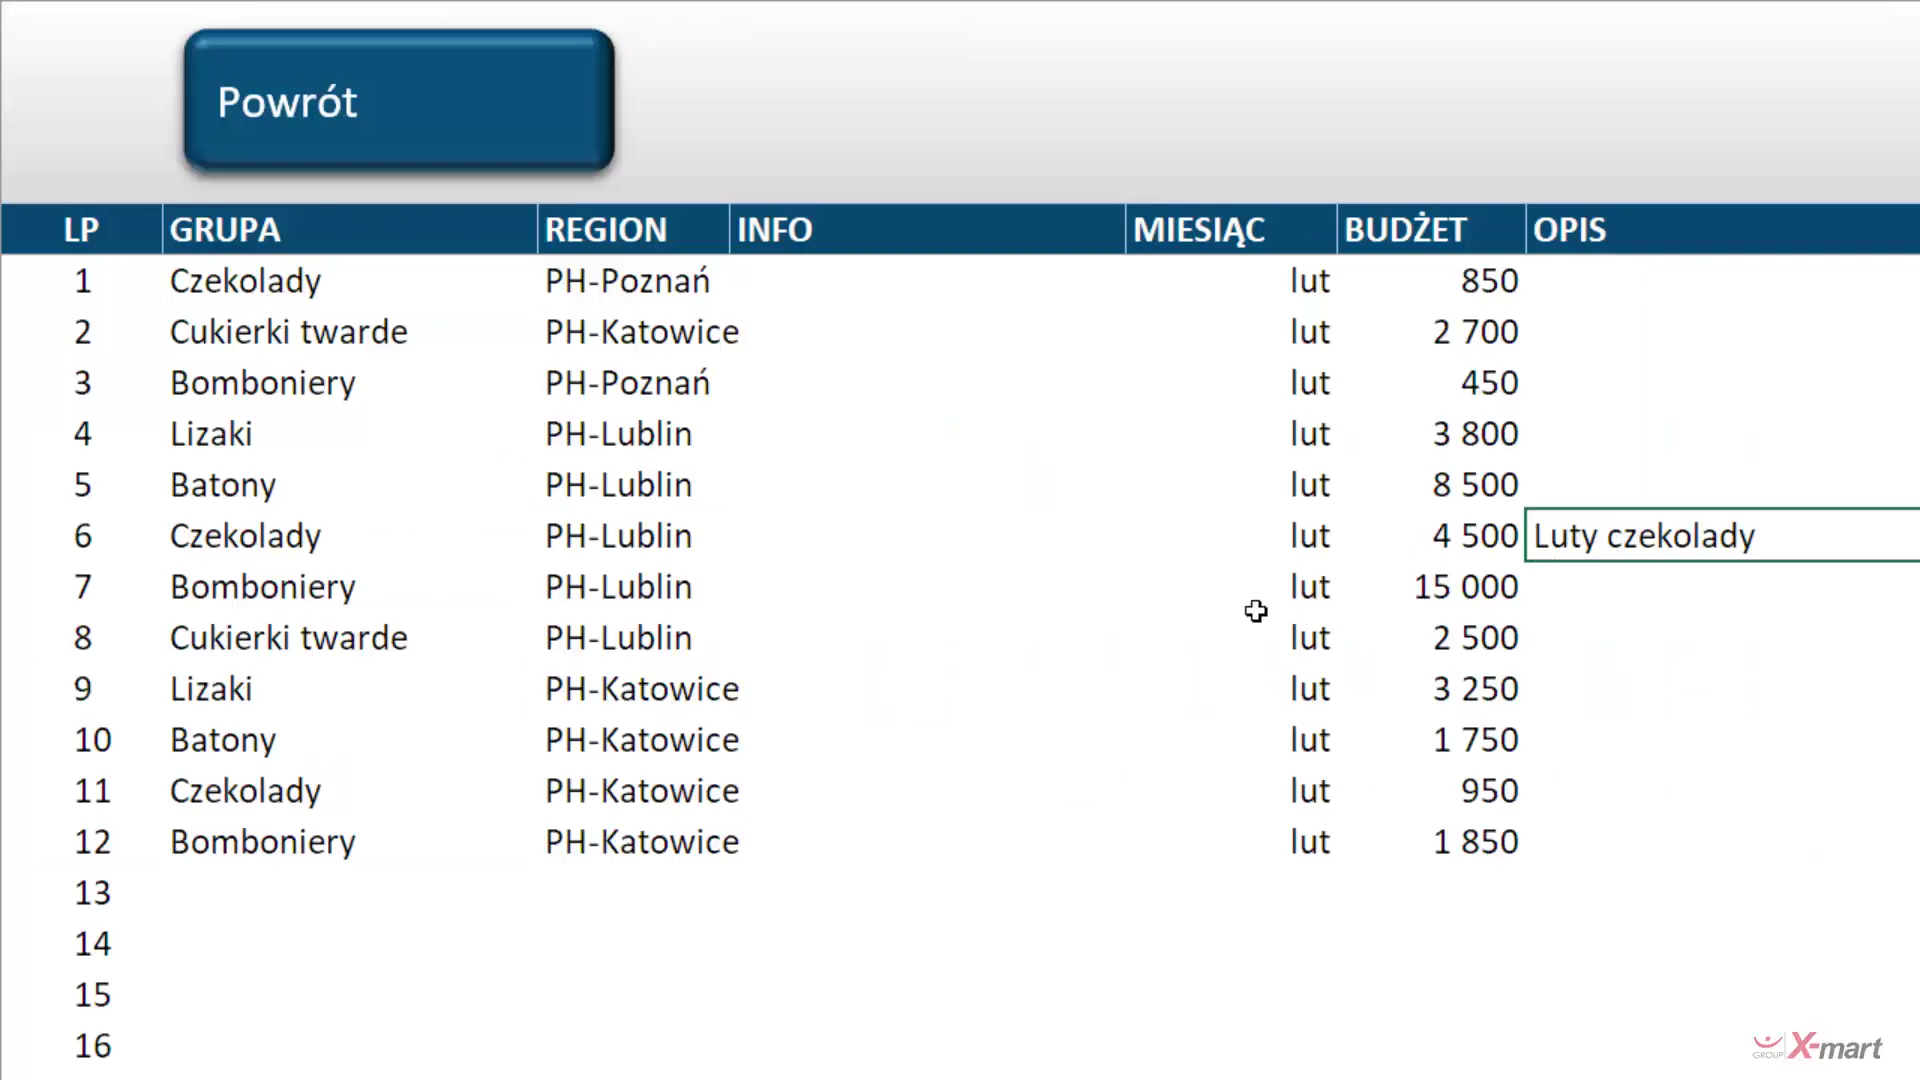 Powrót
LP GRUPA REGION INFO MIESIĄC BUDŻET OPIS
1 Czekolady PH-Poznań lut 850
2 Cukierki twarde PH-Katowice lut 2 700
3 Bomboniery PH-Poznań lut 450
4 Lizaki PH-Lublin lut 3 800
5 Batony PH-Lublin lut 8 500
6 Czekolady PH-Lublin lut 4 500 Luty czekolady
7 Bomboniery PH-Lublin lut 15 000
8 Cukierki twarde PH-Lublin lut 2 500
9 Lizaki PH-Katowice lut 3 250
10 Batony PH-Katowice lut 1 750
11 Czekolady PH-Katowice lut 950
12 Bomboniery PH-Katowice lut 1 850
13
14
15
16
GROUP X-mart